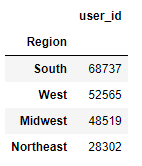 user_id
Region
South 68737
West 52565
Midwest 48519
Northeast 28302